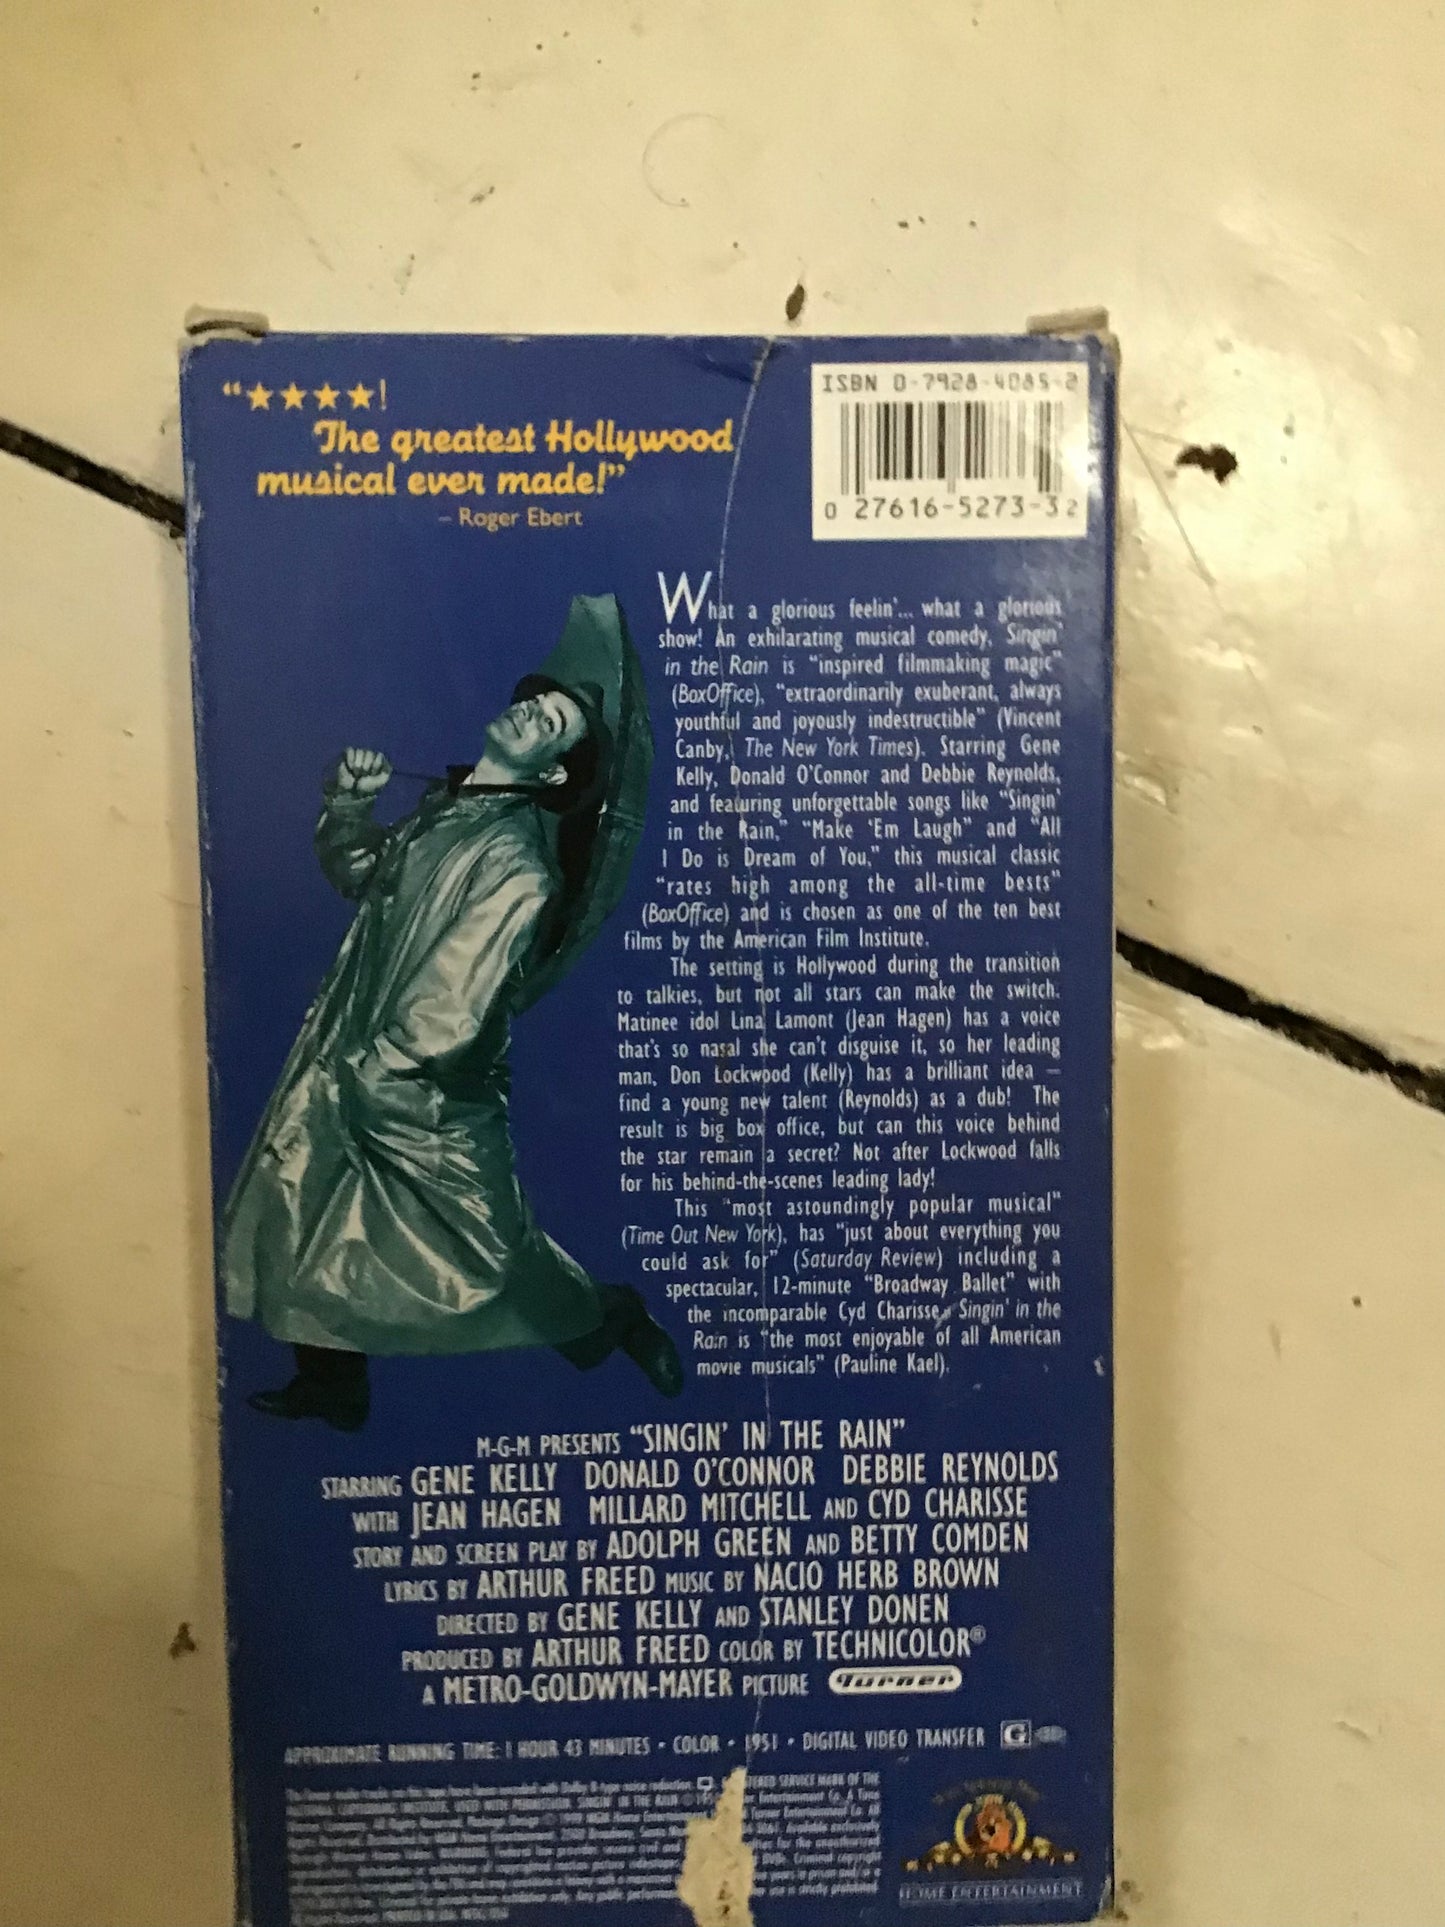 "★★★★!
The greatest Hollywood
musical ever made!"
– Roger Ebert
ISBN 0-7928-4085-2
0 27616-5273-3 2
What a glorious feelin'... what a glorious
show! An exhilarating musical comedy, Singin'
in the Rain is "inspired filmmaking magic"
(BoxOffice), "extraordinarily exuberant, always
youthful and joyously indestructible" (Vincent
Canby, The New York Times). Starring Gene
Kelly, Donald O'Connor and Debbie Reynolds,
and featuring unforgettable songs like "Singin'
in the Rain," "Make 'Em Laugh" and "All
I Do is Dream of You," this musical classic
"rates high among the all-time bests"
(BoxOffice) and is chosen as one of the ten best
films by the American Film Institute.
The setting is Hollywood during the transition
to talkies, but not all stars can make the switch.
Matinee idol Lina Lamont (Jean Hagen) has a voice
that's so nasal she can't disguise it, so her leading
man, Don Lockwood (Kelly) has a brilliant idea –
find a young new talent (Reynolds) as a dub! The
result is big box office, but can this voice behind
the star remain a secret? Not after Lockwood falls
for his behind-the-scenes leading lady!
This "most astoundingly popular musical"
(Time Out New York), has "just about everything you
could ask for" (Saturday Review) including a
spectacular, 12-minute "Broadway Ballet" with
the incomparable Cyd Charisse. Singin' in the
Rain is "the most enjoyable of all American
movie musicals" (Pauline Kael).
M-G-M PRESENTS "SINGIN' IN THE RAIN"
STARRING GENE KELLY DONALD O'CONNOR DEBBIE REYNOLDS
WITH JEAN HAGEN MILLARD MITCHELL AND CYD CHARISSE
STORY AND SCREEN PLAY BY ADOLPH GREEN AND BETTY COMDEN
LYRICS BY ARTHUR FREED MUSIC BY NACIO HERB BROWN
DIRECTED BY GENE KELLY AND STANLEY DONEN
PRODUCED BY ARTHUR FREED COLOR BY TECHNICOLOR®
A METRO-GOLDWYN-MAYER PICTURE Turner
APPROXIMATE RUNNING TIME: 1 HOUR 43 MINUTES • COLOR • 1951 • DIGITAL VIDEO TRANSFER G
SERVICE MARK OF THE
SINGIN' IN THE RAIN
HOME ENTERTAINMENT